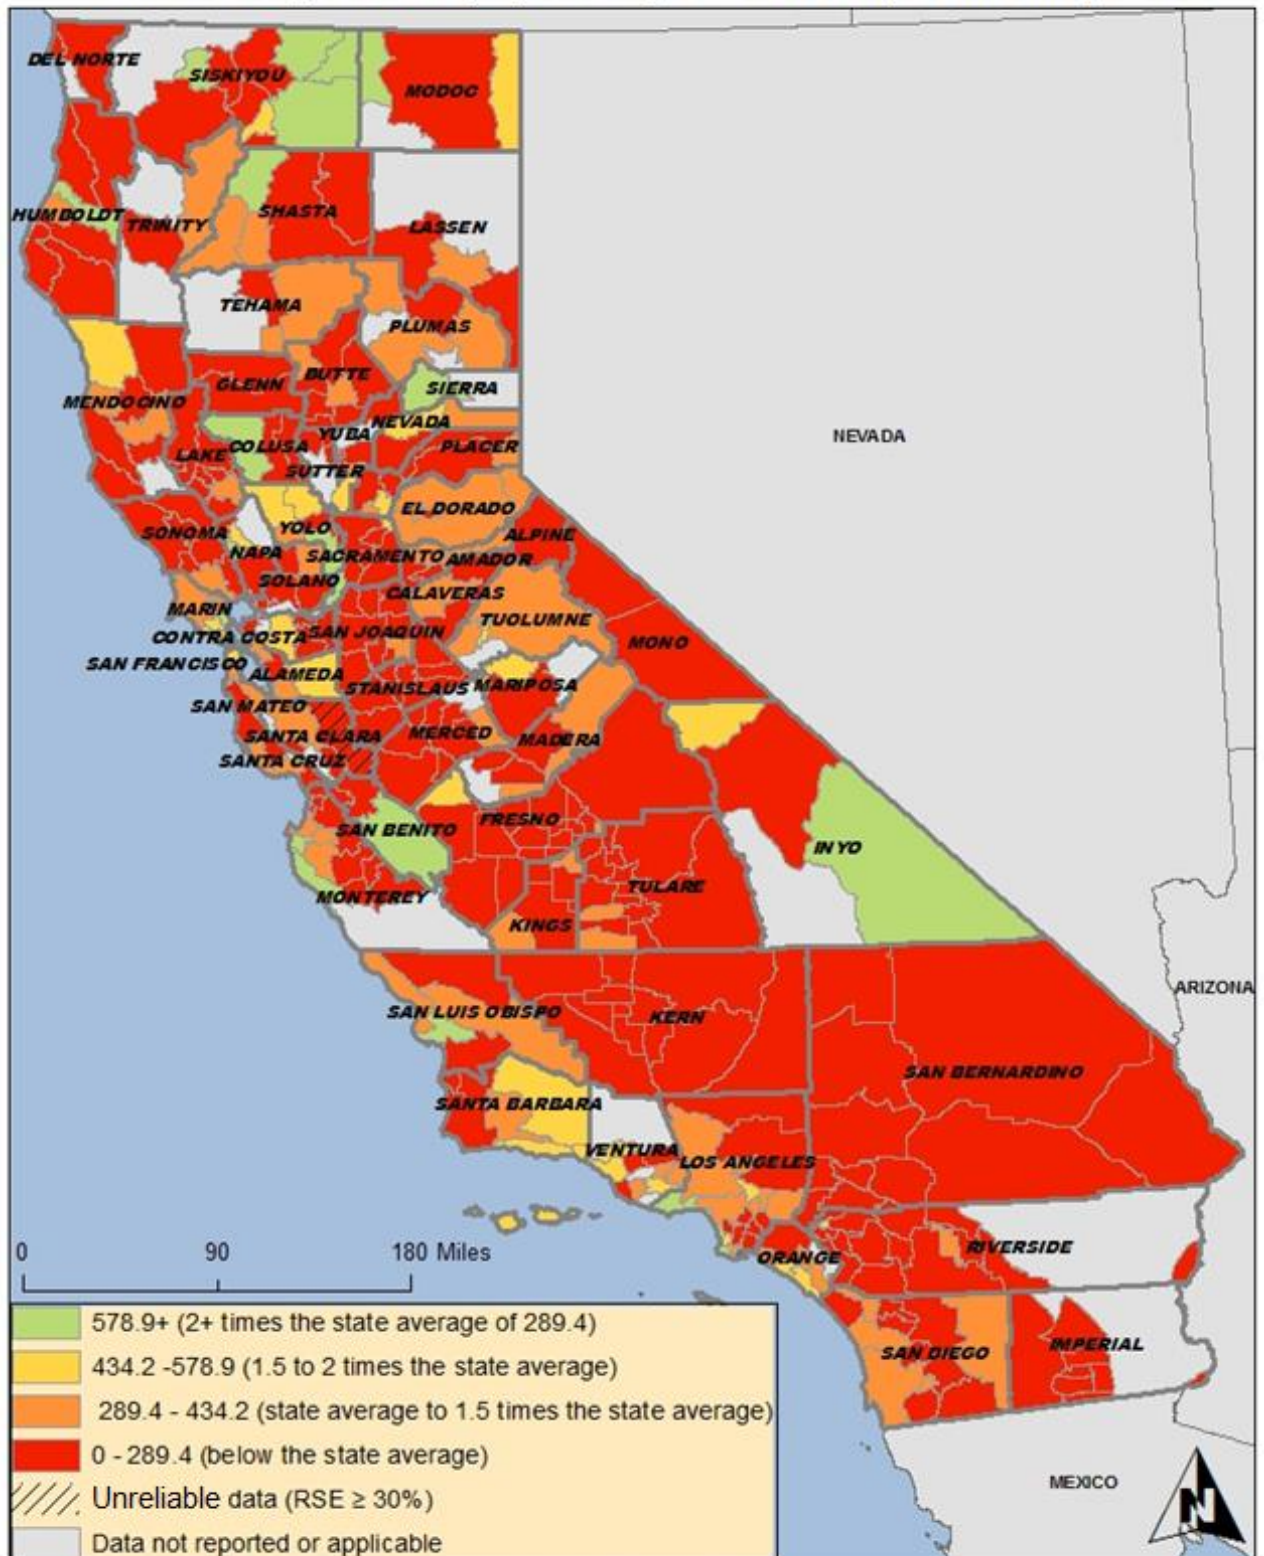 DEL NORTE
SISKIYOU
MODOC
HUMBOLDT
TRINITY
SHASTA
LASSEN
TEHAMA
PLUMAS
GLENN
BUTTE
SIERRA
MENDOCINO
NEVADA
YUBA
LAKE
COLUSA
PLACER
SUTTER
NEVADA
EL DORADO
YOLO
SONOMA
ALPINE
NAPA
SACRAMENTO
AMADOR
SOLANO
CALAVERAS
MARIN
TUOLUMNE
CONTRA COSTA
SAN JOAQUIN
MONO
SAN FRANCISCO
ALAMEDA
STANISLAUS
MARIPOSA
SAN MATEO
SANTA CLARA
MERCED
MADERA
SANTA CRUZ
FRESNO
SAN BENITO
INYO
TULARE
MONTEREY
KINGS
ARIZONA
SAN LUIS OBISPO
KERN
SAN BERNARDINO
SANTA BARBARA
VENTURA
LOS ANGELES
ORANGE
RIVERSIDE
0 90 180 Miles
SAN DIEGO
IMPERIAL
MEXICO
N
578.9+ (2+ times the state average of 289.4)
434.2 -578.9 (1.5 to 2 times the state average)
289.4 - 434.2 (state average to 1.5 times the state average)
0 - 289.4 (below the state average)
Unreliable data (RSE ≥ 30%)
Data not reported or applicable